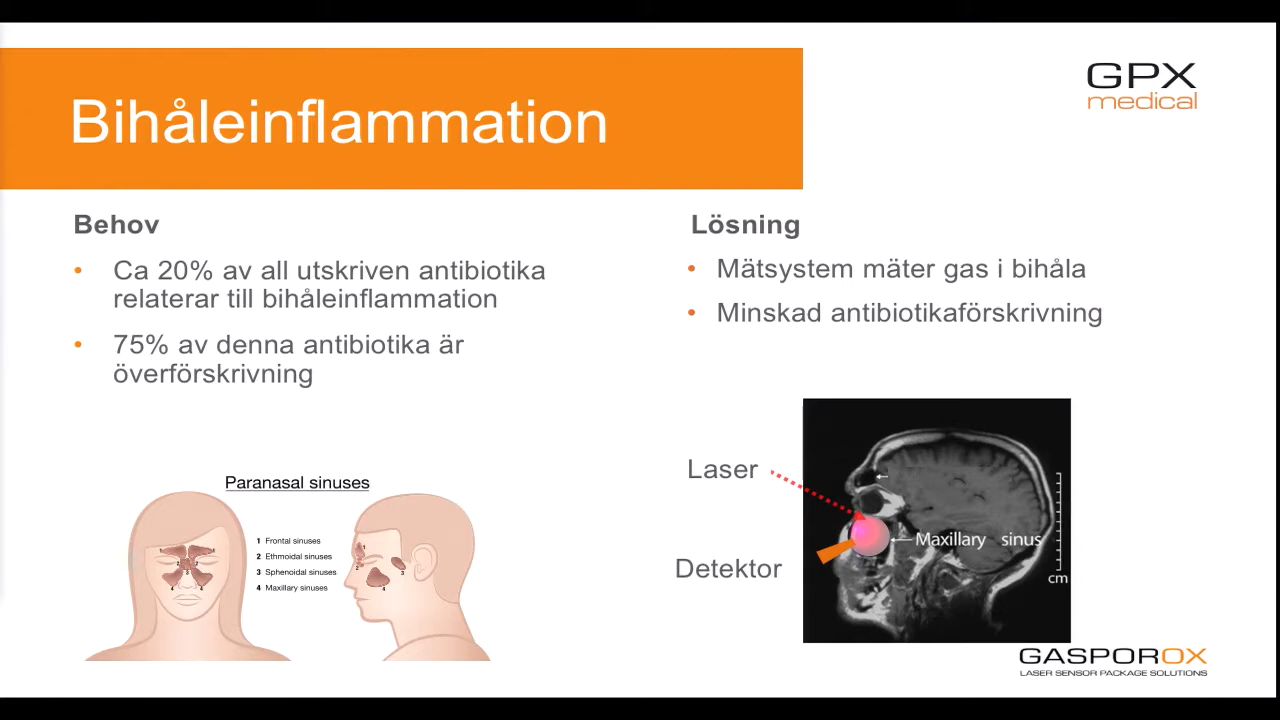 Bihåleinflammation
GPX
medical
Behov
• Ca 20% av all utskriven antibiotika
relaterar till bihåleinflammation
• 75% av denna antibiotika är
överförskrivning
Lösning
• Mätsystem mäter gas i bihåla
• Minskad antibiotikaförskrivning
Paranasal sinuses
1 Frontal sinuses
2 Ethmoidal sinuses
3 Sphenoidal sinuses
4 Maxillary sinuses
Laser
Detektor
Maxillary sinus
cm
GASPOROX
LASER SENSOR PACKAGE SOLUTIONS